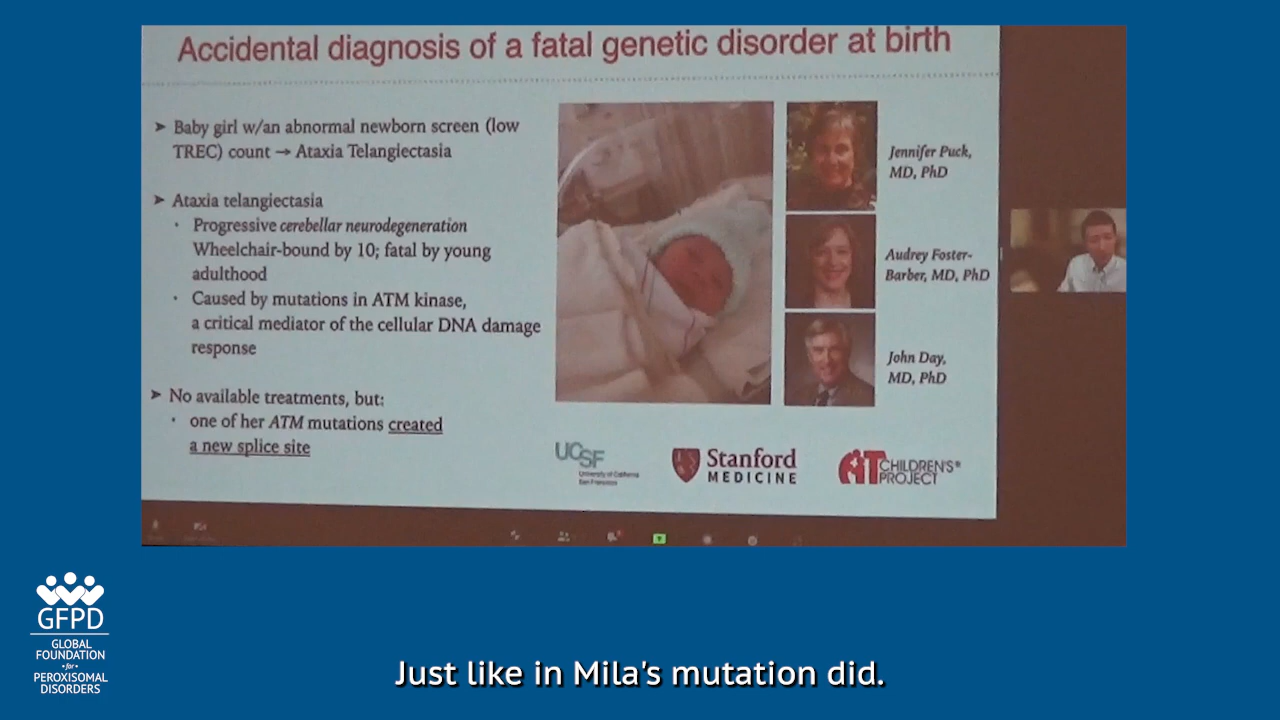 Accidental diagnosis of a fatal genetic disorder at birth
➤ Baby girl w/an abnormal newborn screen (low
TREC) count → Ataxia Telangiectasia
➤ Ataxia telangiectasia
· Progressive cerebellar neurodegeneration
Wheelchair-bound by 10; fatal by young
adulthood
· Caused by mutations in ATM kinase,
a critical mediator of the cellular DNA damage
response
➤ No available treatments, but:
· one of her ATM mutations created
a new splice site
Jennifer Puck,
MD, PhD
Audrey Foster-
Barber, MD, PhD
John Day,
MD, PhD
UCSF
University of California
San Francisco
Stanford
MEDICINE
AT CHILDREN'S®
PROJECT
GFPD
GLOBAL
FOUNDATION
·for·
PEROXISOMAL
DISORDERS
Just like in Mila's mutation did.